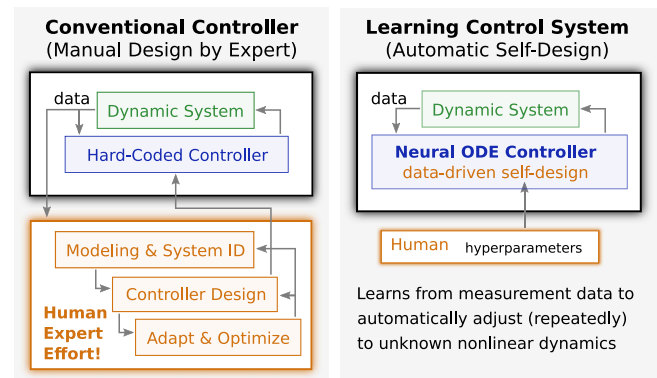 Conventional Controller
(Manual Design by Expert)
data
Dynamic System
Hard-Coded Controller
Modeling & System ID
Controller Design
Adapt & Optimize
Human
Expert
Effort!
Learning Control System
(Automatic Self-Design)
data
Dynamic System
Neural ODE Controller
data-driven self-design
Human hyperparameters
Learns from measurement data to
automatically adjust (repeatedly)
to unknown nonlinear dynamics